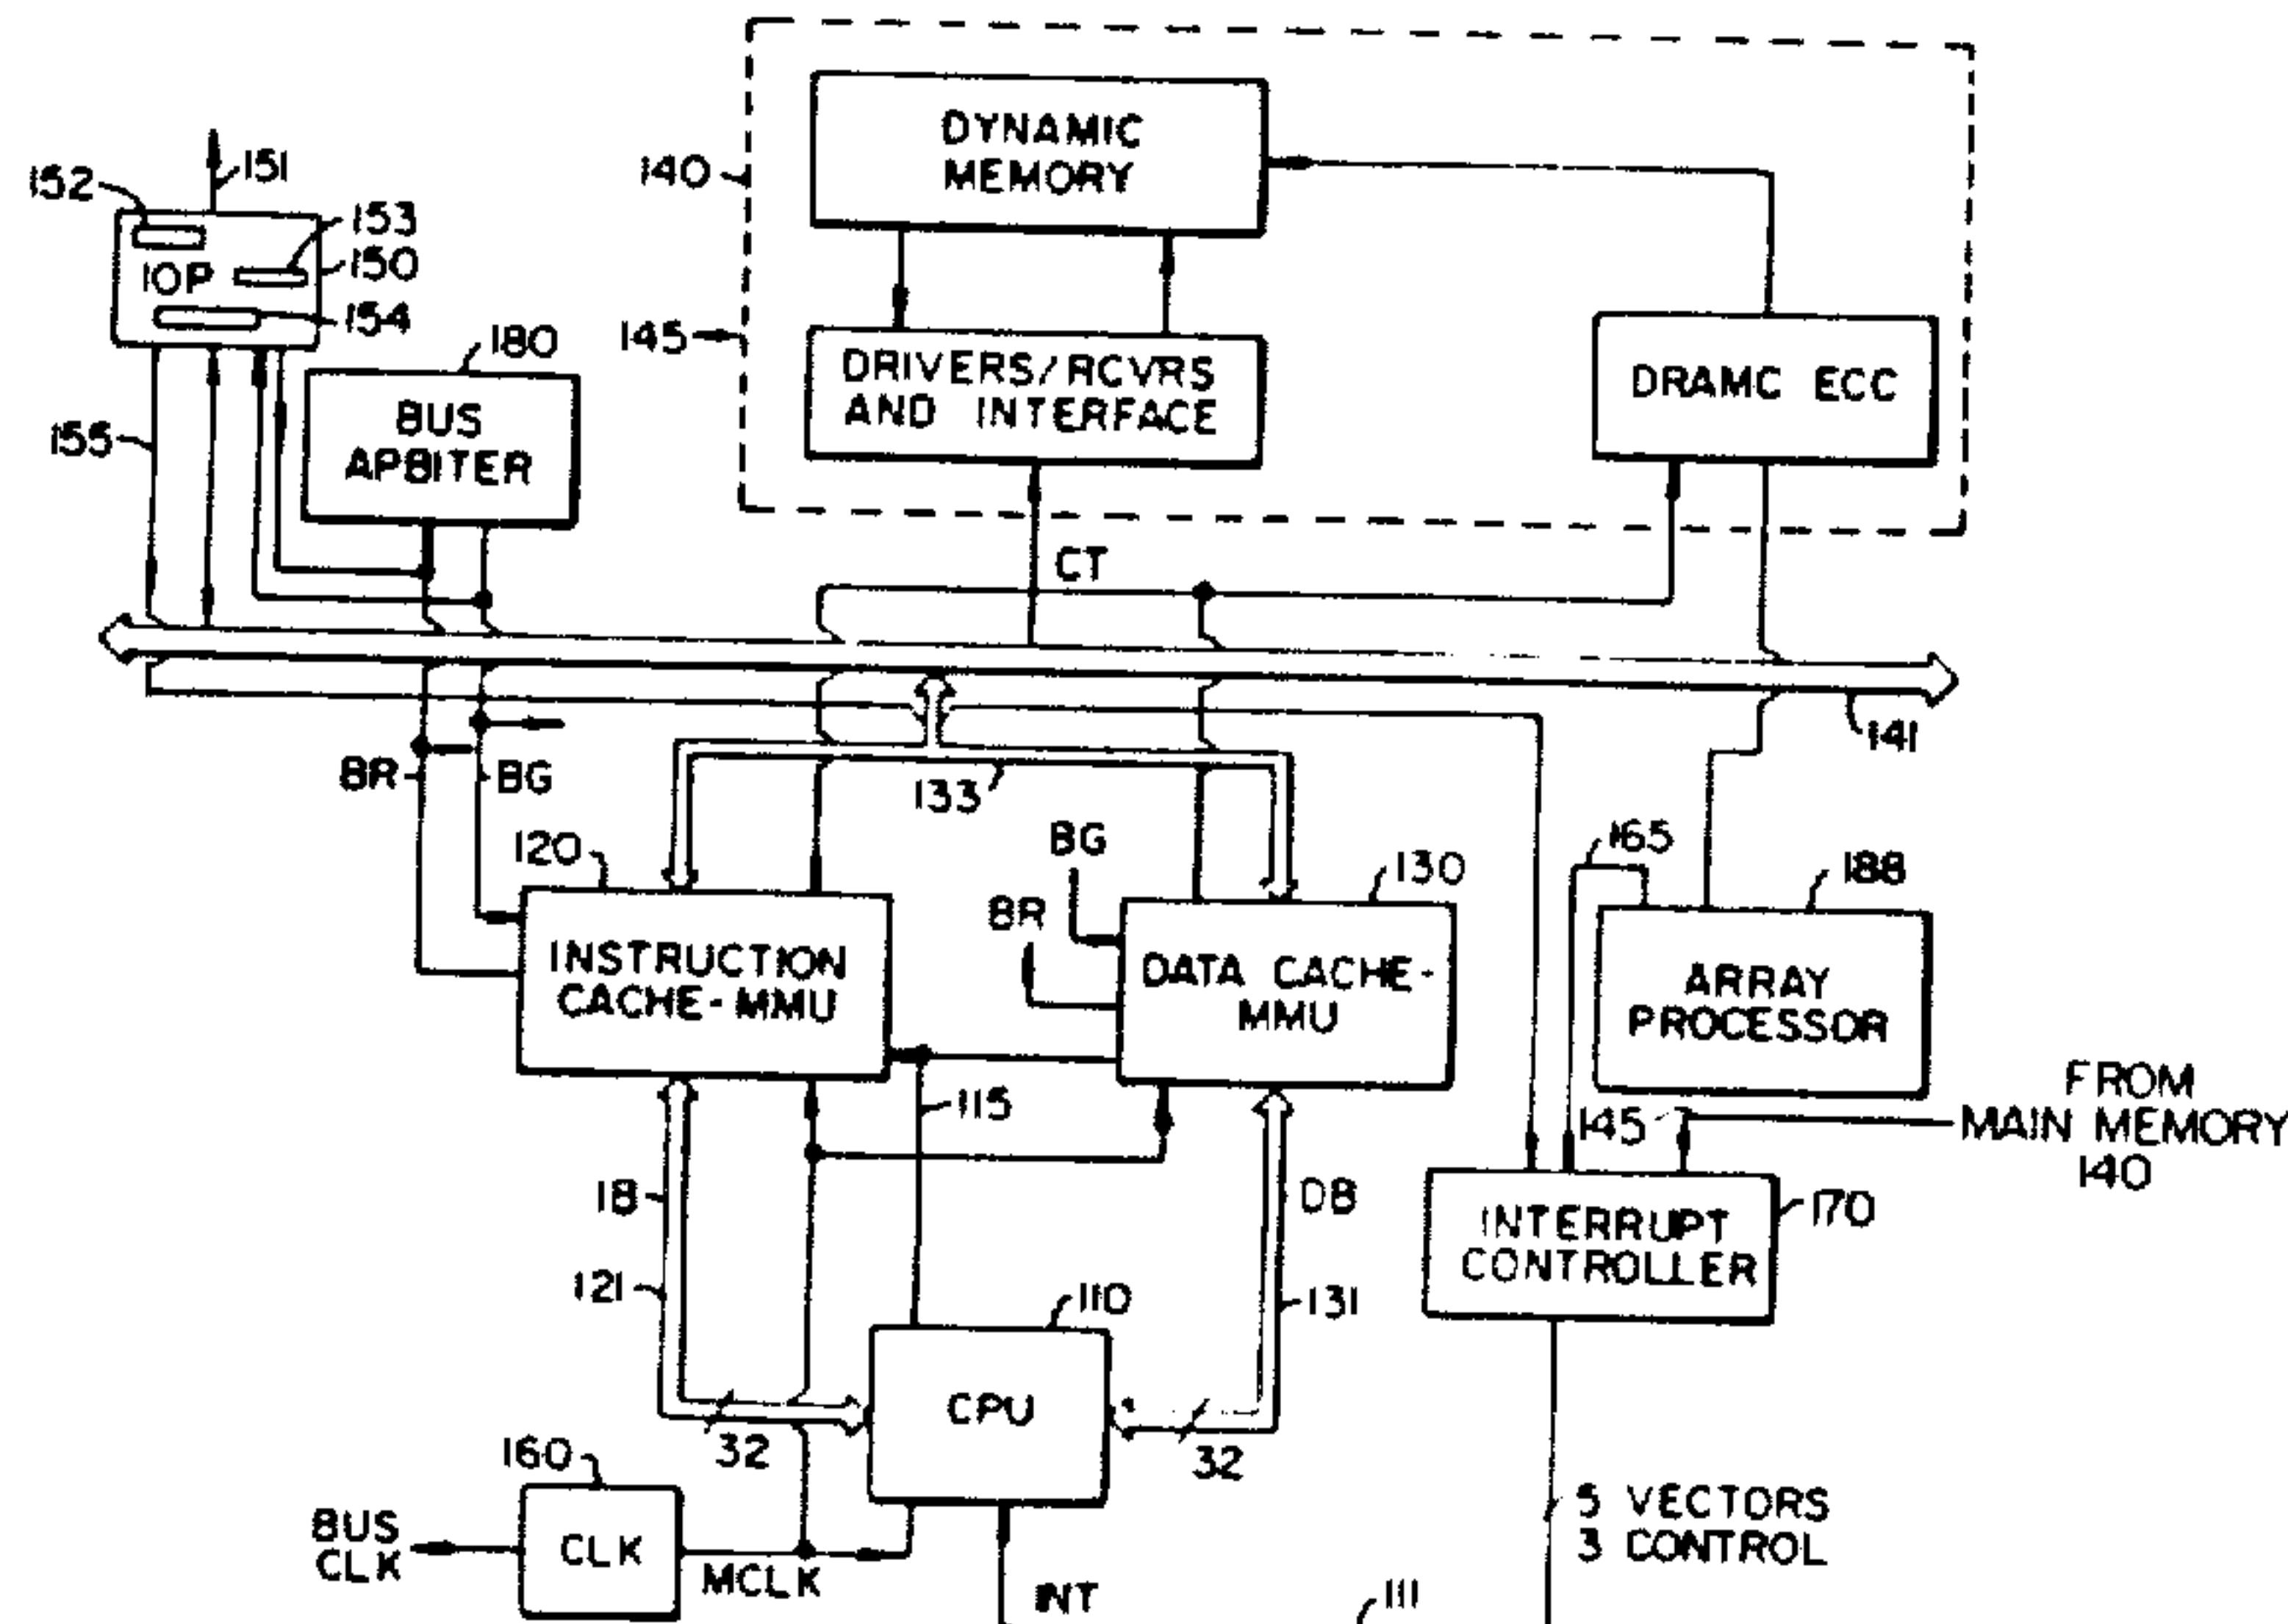 DYNAMIC
MEMORY
140
151
152
153
IOP
150
154
180
145
DRIVERS/RCVRS
AND INTERFACE
DRAMC ECC
BUS
ARBITER
155
CT
141
BR
BG
133
120
BG
130
165
188
BR
INSTRUCTION
CACHE-MMU
DATA CACHE-
MMU
ARRAY
PROCESSOR
FROM
MAIN MEMORY
140
115
145
IB
DB
170
INTERRUPT
CONTROLLER
121
110
131
CPU
32
32
160
BUS
CLK
CLK
MCLK
5 VECTORS
3 CONTROL
INT
111